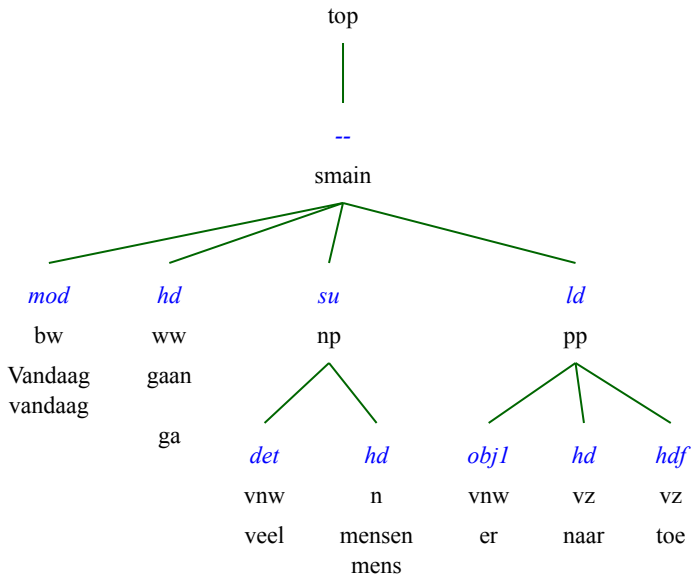 top
--
smain
mod hd su ld
bw ww np pp
Vandaag gaan
vandaag
ga
det hd obj1 hd hdf
vnw n vnw vz vz
veel mensen er naar toe
mens